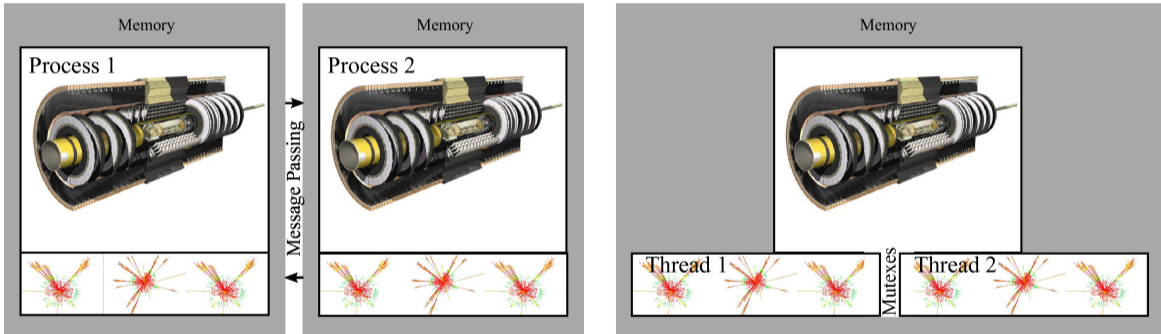 Memory
Process 1
Message Passing
Memory
Process 2
Memory
Thread 1
Mutexes
Thread 2